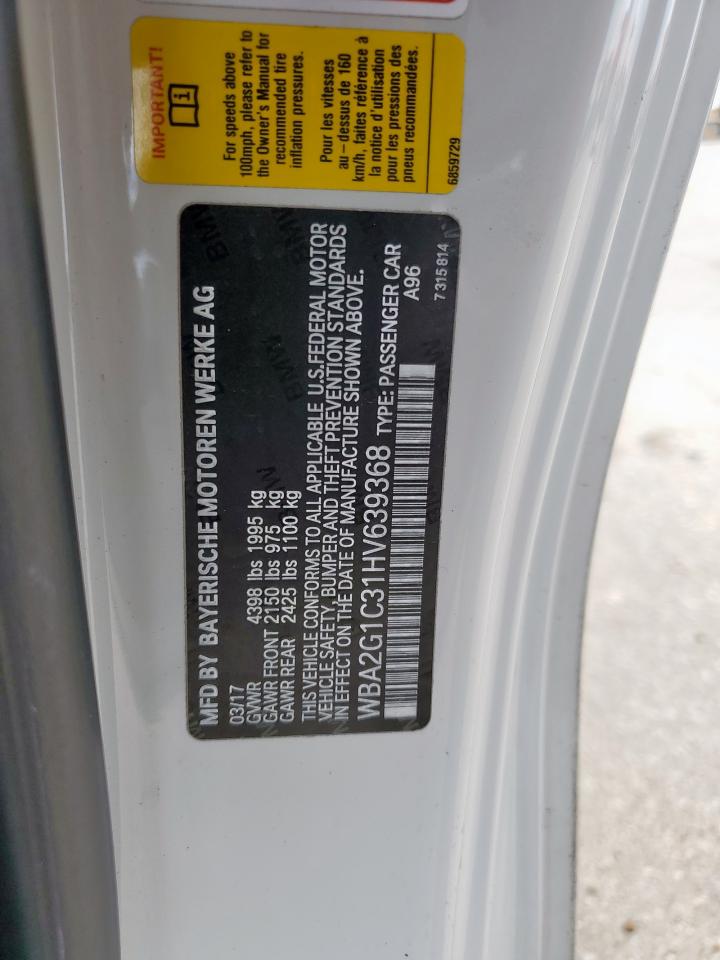 IMPORTANT!
For speeds above
100mph, please refer to
the Owner's Manual for
recommended tire
inflation pressures.
Pour les vitesses
au-dessus de 160
km/h, faites référence à
la notice d'utilisation
pour les pressions des
pneus recommandées.
6859729
MFD BY BAYERISCHE MOTOREN WERKE AG
03/17
GVWR 4398 lbs 1995 kg
GAWR FRONT 2150 lbs 975 kg
GAWR REAR 2425 lbs 1100 kg
THIS VEHICLE CONFORMS TO ALL APPLICABLE U.S.FEDERAL MOTOR
VEHICLE SAFETY, BUMPER AND THEFT PREVENTION STANDARDS
IN EFFECT ON THE DATE OF MANUFACTURE SHOWN ABOVE.
WBA2G1C31HV639368 TYPE: PASSENGER CAR
A96
7315814